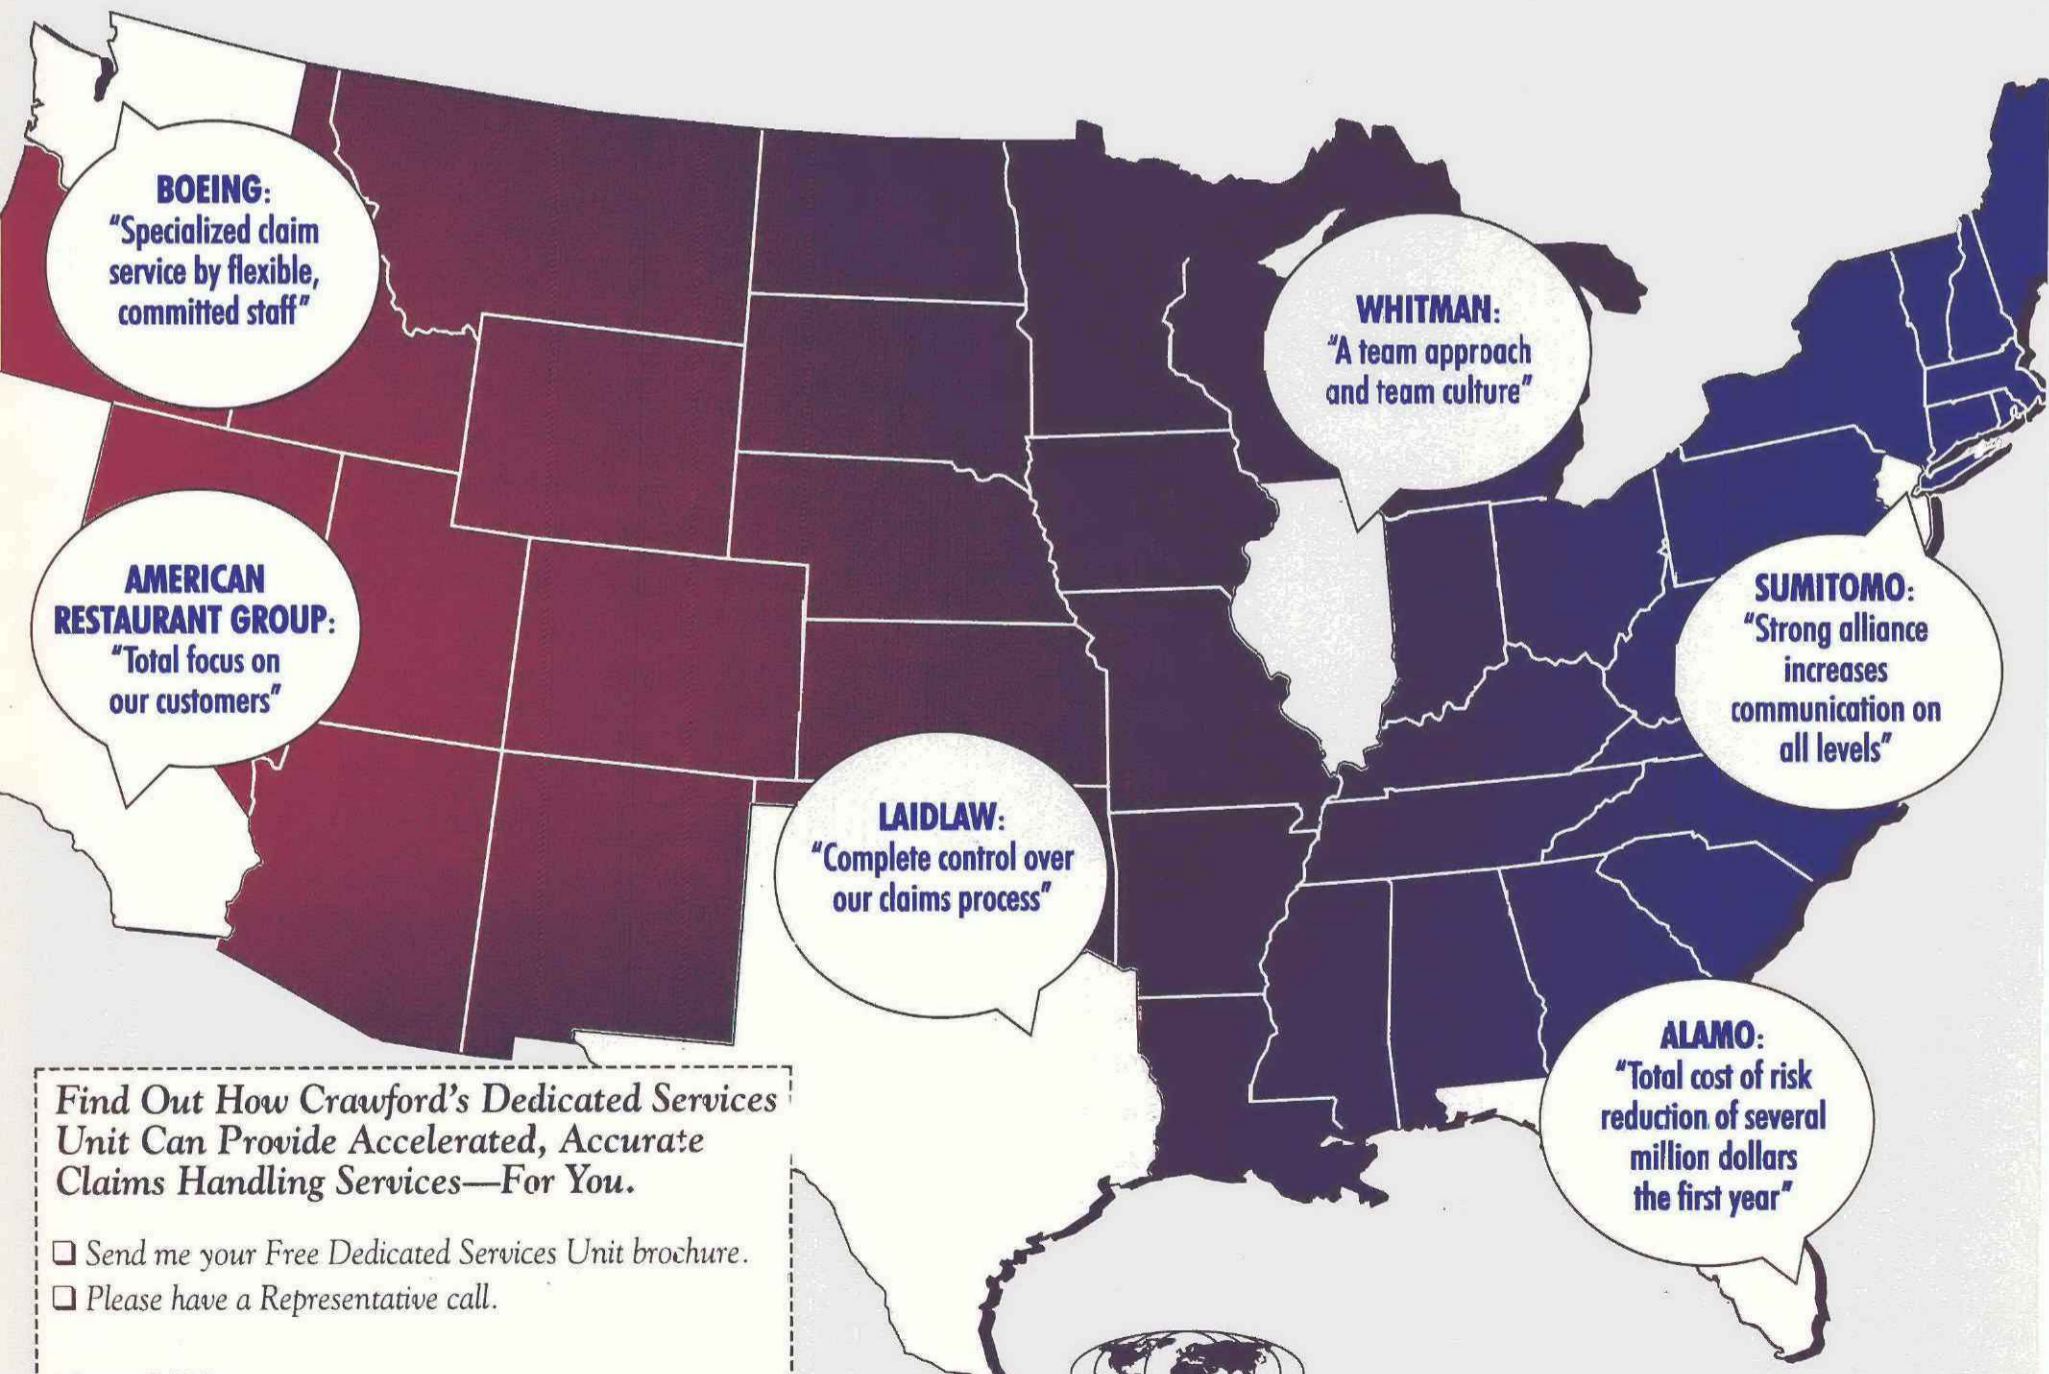 BOEING:
"Specialized claim
service by flexible,
committed staff"
WHITMAN:
"A team approach
and team culture"
AMERICAN
RESTAURANT GROUP:
"Total focus on
our customers"
SUMITOMO:
"Strong alliance
increases
communication on
all levels"
LAIDLAW:
"Complete control over
our claims process"
ALAMO:
"Total cost of risk
reduction of several
million dollars
the first year"
Find Out How Crawford's Dedicated Services
Unit Can Provide Accelerated, Accurate
Claims Handling Services—For You.
❏ Send me your Free Dedicated Services Unit brochure.
❏ Please have a Representative call.